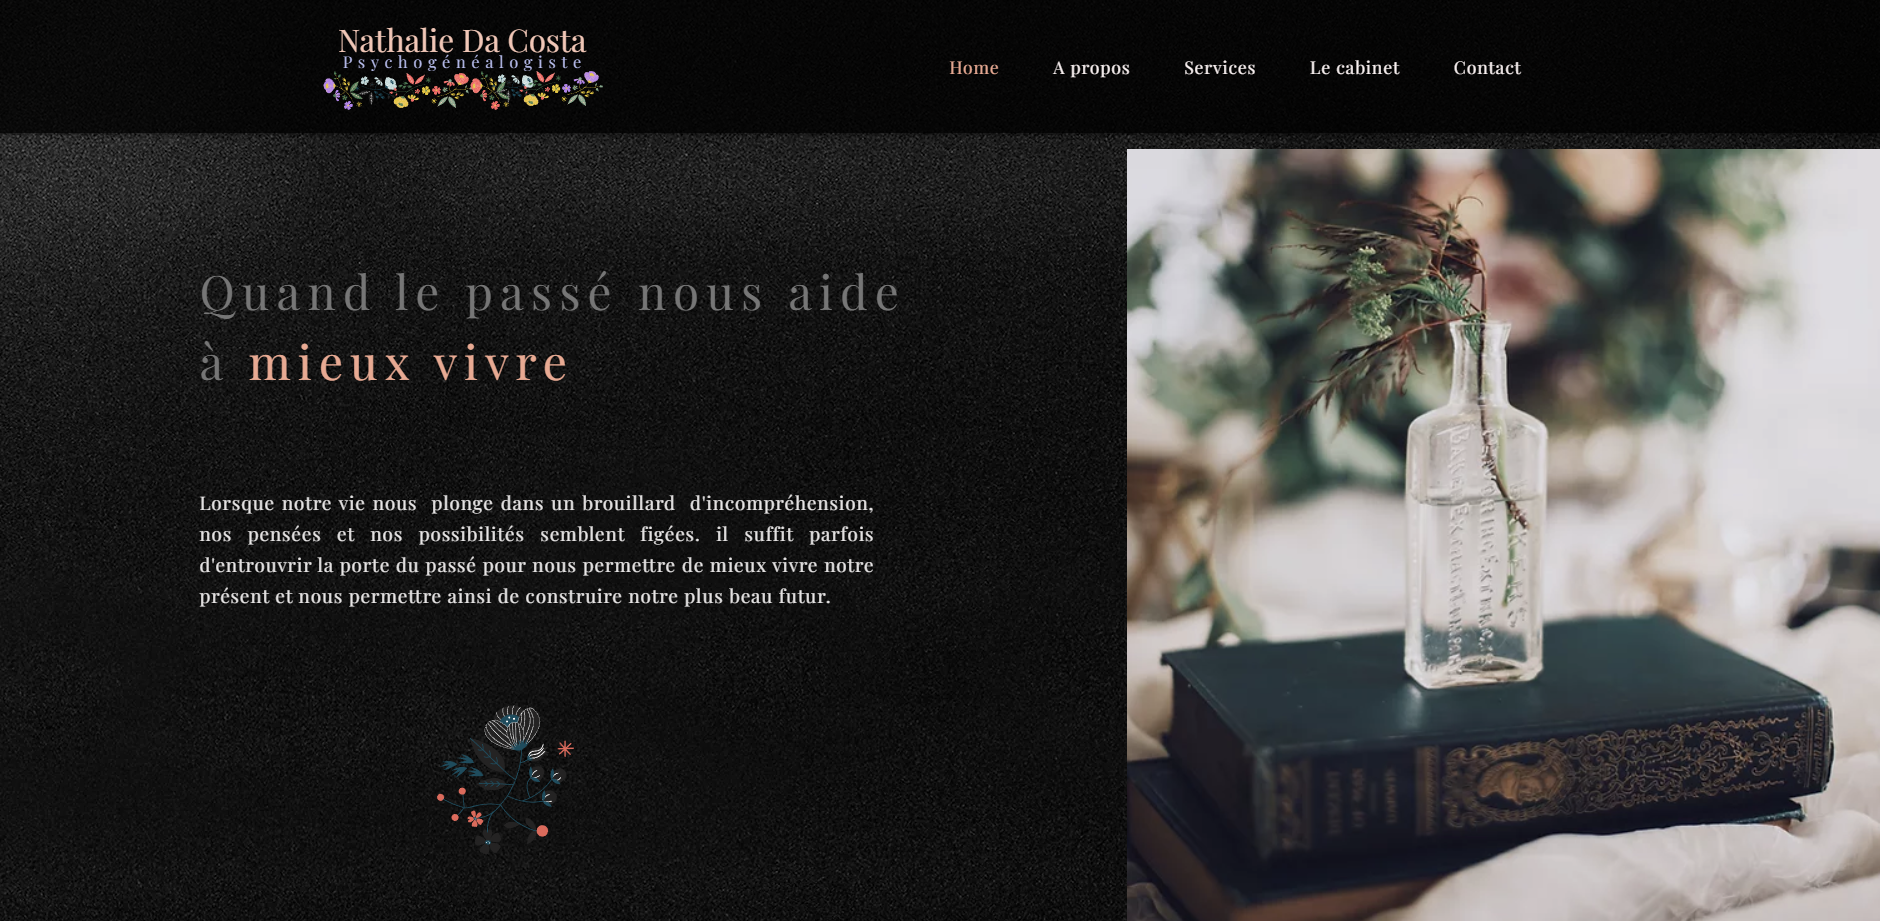 Nathalie Da Costa
Psychogénéalogiste
Home
A propos
Services
Le cabinet
Contact
Quand le passé nous aide
à mieux vivre
Lorsque notre vie nous  plonge dans un brouillard  d'incompréhension,
nos pensées et nos possibilités semblent figées. il suffit parfois
d'entrouvrir la porte du passé pour nous permettre de mieux vivre notre
présent et nous permettre ainsi de construire notre plus beau futur.